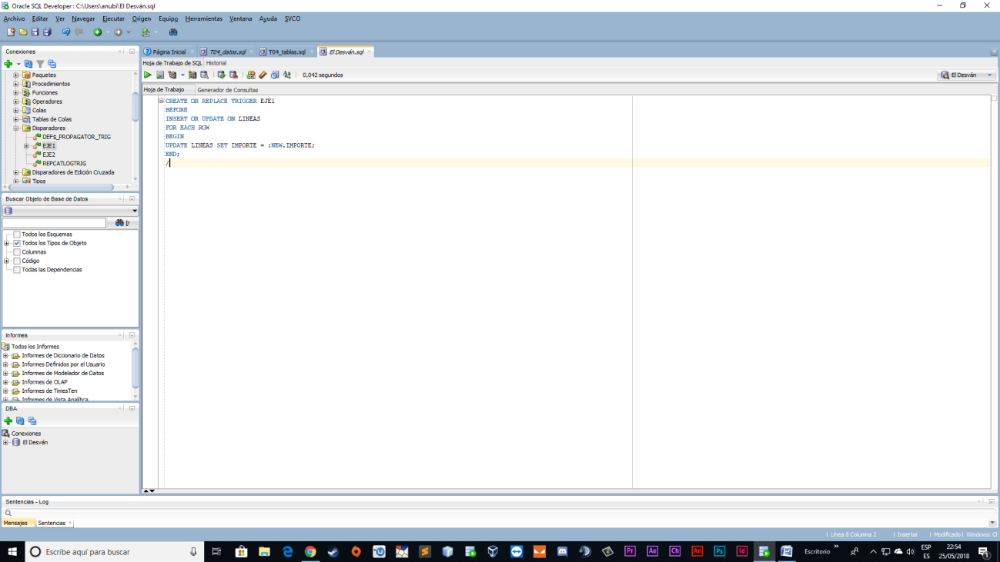 Oracle SQL Developer : C:\Users\anubi\El Desván.sql
Archivo Editar Ver Navegar Ejecutar Origen Equipo Herramientas Ventana Ayuda SVCO
Conexiones
Paquetes
Procedimientos
Funciones
Operadores
Colas
Tablas de Colas
Disparadores
DEF$_PROPAGATOR_TRIG
EJE1
EJE2
REPCATLOGTRIG
Disparadores de Edición Cruzada
Tipos
Buscar Objeto de Base de Datos
Ir
Todos los Esquemas
Todos los Tipos de Objeto
Columnas
Código
Todas las Dependencias
Informes
Todos los Informes
Informes de Diccionario de Datos
Informes Definidos por el Usuario
Informes de Modelador de Datos
Informes de OLAP
Informes de TimesTen
Informes de Vista Analítica
DBA
Conexiones
El Desván
Página Inicial T04_datos.sql T04_tablas.sql El Desván.sql
Hoja de Trabajo de SQL Historial
0,042 segundos
El Desván
Hoja de Trabajo Generador de Consultas
CREATE OR REPLACE TRIGGER EJE1
BEFORE
INSERT OR UPDATE ON LINEAS
FOR EACH ROW
BEGIN
UPDATE LINEAS SET IMPORTE = :NEW.IMPORTE;
END;
/
Sentencias - Log
Mensajes Sentencias
Línea 8 Columna 2 Insertar Modificado Windows: C
Escribe aquí para buscar
Pr Ae Ch An Ps Id
Escritorio
ESP
ES
22:54
25/05/2018